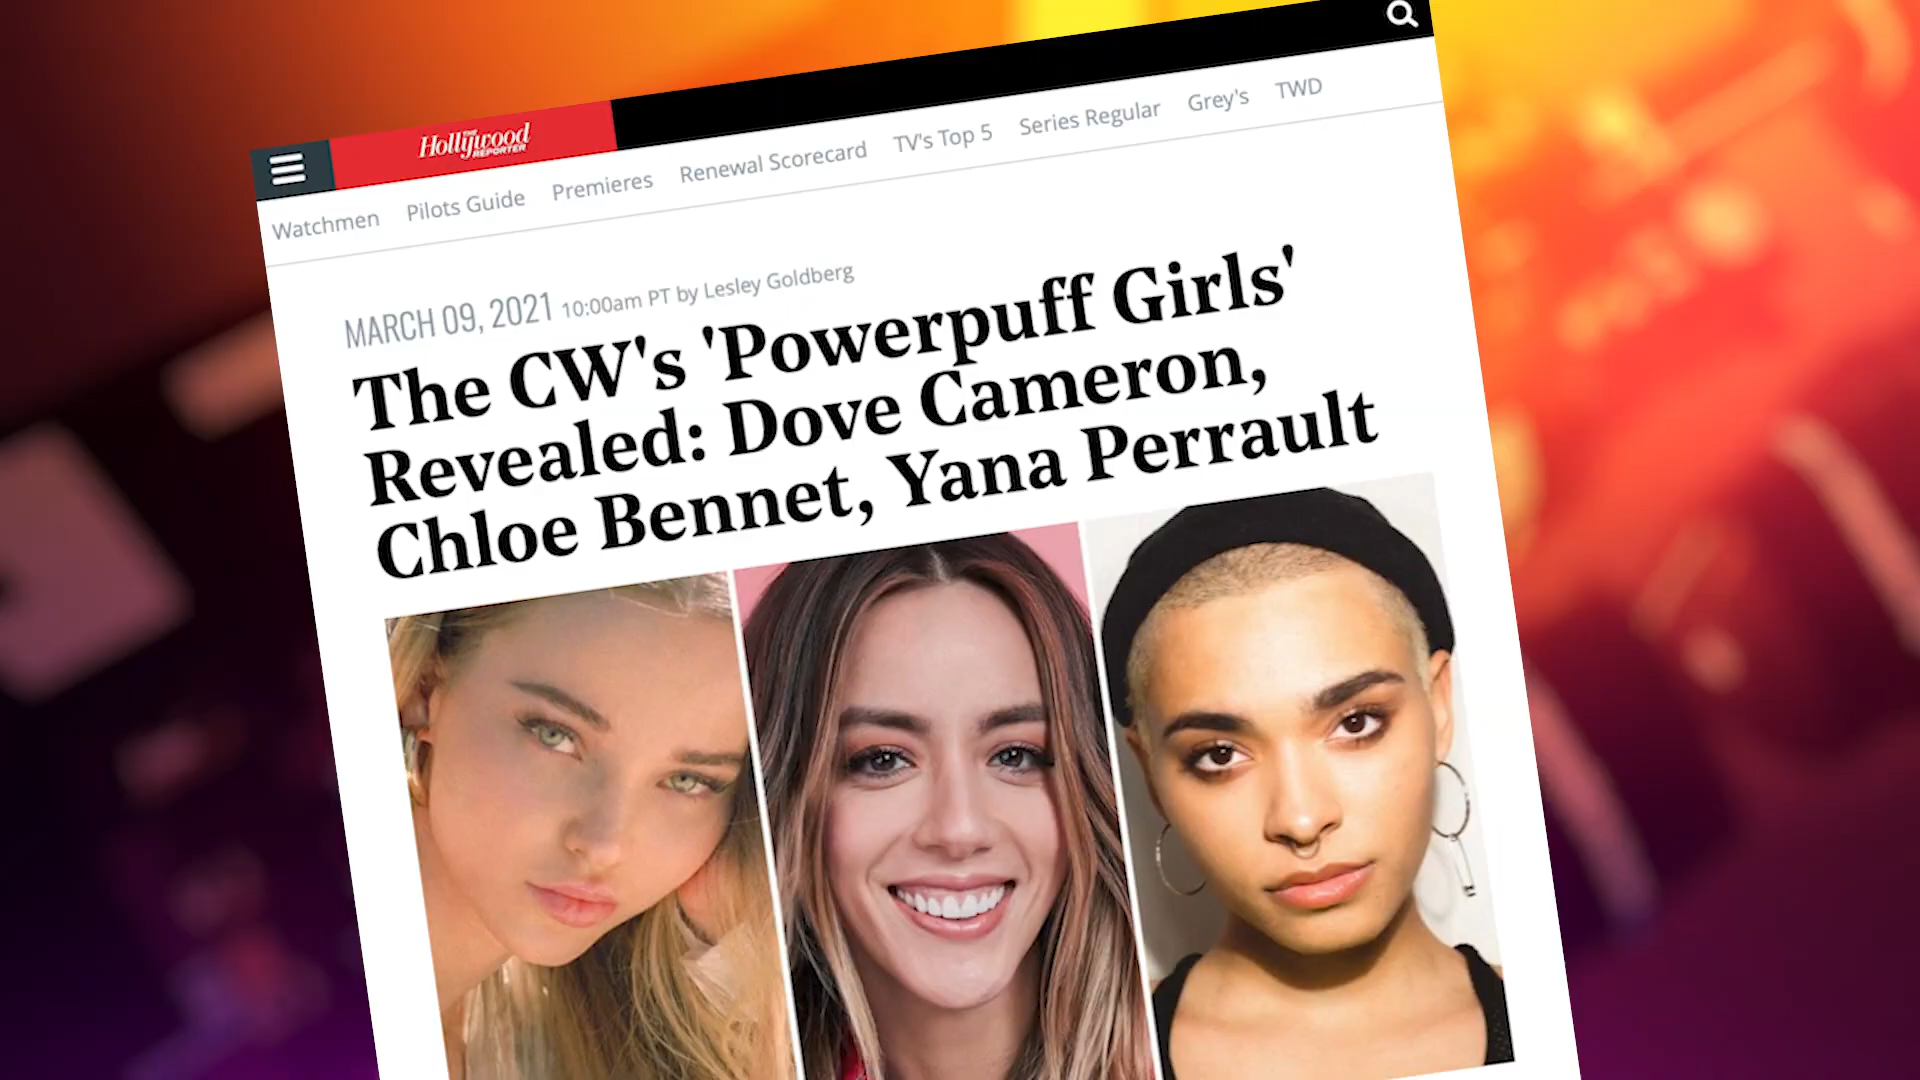 THE
Hollywood
REPORTER
Watchmen Pilots Guide Premieres Renewal Scorecard TV's Top 5 Series Regular Grey's TWD
MARCH 09, 2021 10:00am PT by Lesley Goldberg
The CW's 'Powerpuff Girls'
Revealed: Dove Cameron,
Chloe Bennet, Yana Perrault